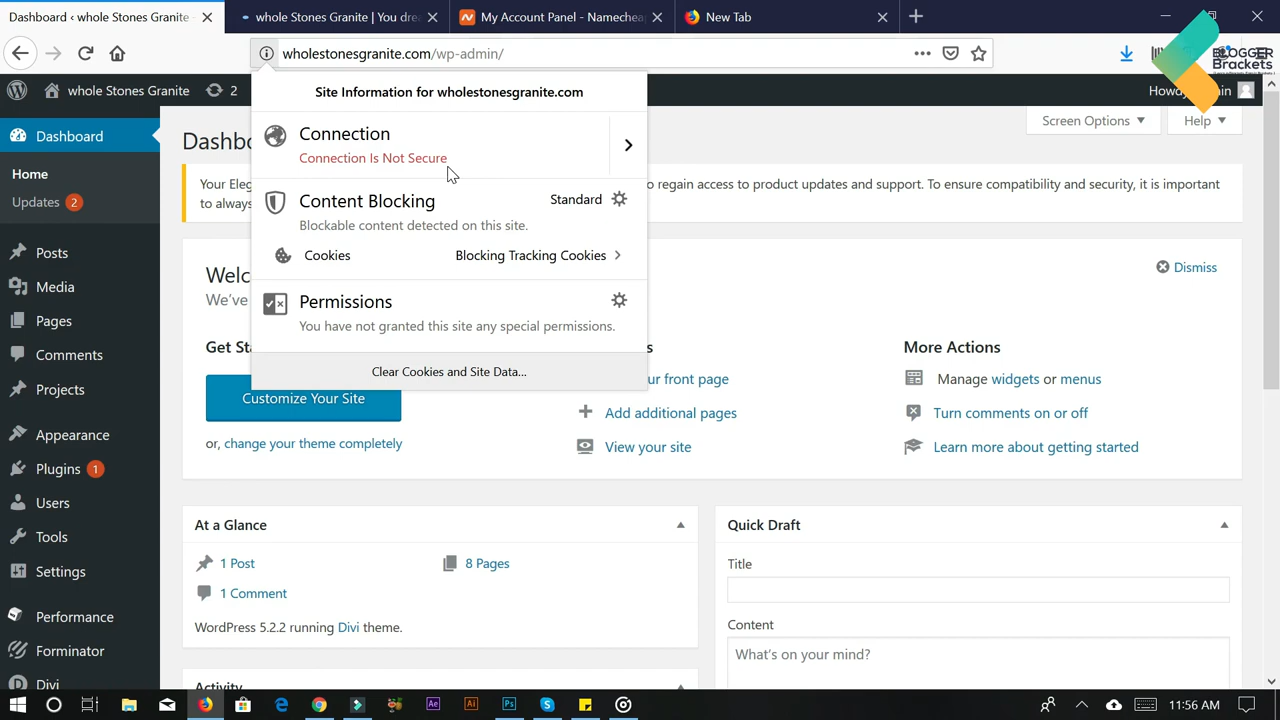 Dashboard ‹ whole Stones Granite
whole Stones Granite | You drea
My Account Panel - Namecheap
New Tab
wholestonesgranite.com/wp-admin/
BLOGGER
Brackets
whole Stones Granite
2
Site Information for wholestonesgranite.com
Connection
Connection Is Not Secure
Content Blocking
Standard
Blockable content detected on this site.
Cookies
Blocking Tracking Cookies
Permissions
You have not granted this site any special permissions.
Clear Cookies and Site Data...
Dashboard
Home
Updates 2
Posts
Media
Pages
Comments
Projects
Appearance
Plugins 1
Users
Tools
Settings
Performance
Forminator
Divi
Screen Options
Help
Your Eleg
o regain access to product updates and support. To ensure compatibility and security, it is important
to always
Dismiss
We've
Get Sta
Customize Your Site
or, change your theme completely
ur front page
Add additional pages
View your site
More Actions
Manage widgets or menus
Turn comments on or off
Learn more about getting started
At a Glance
1 Post
8 Pages
1 Comment
WordPress 5.2.2 running Divi theme.
Activity
Quick Draft
Title
Content
What's on your mind?
11:56 AM